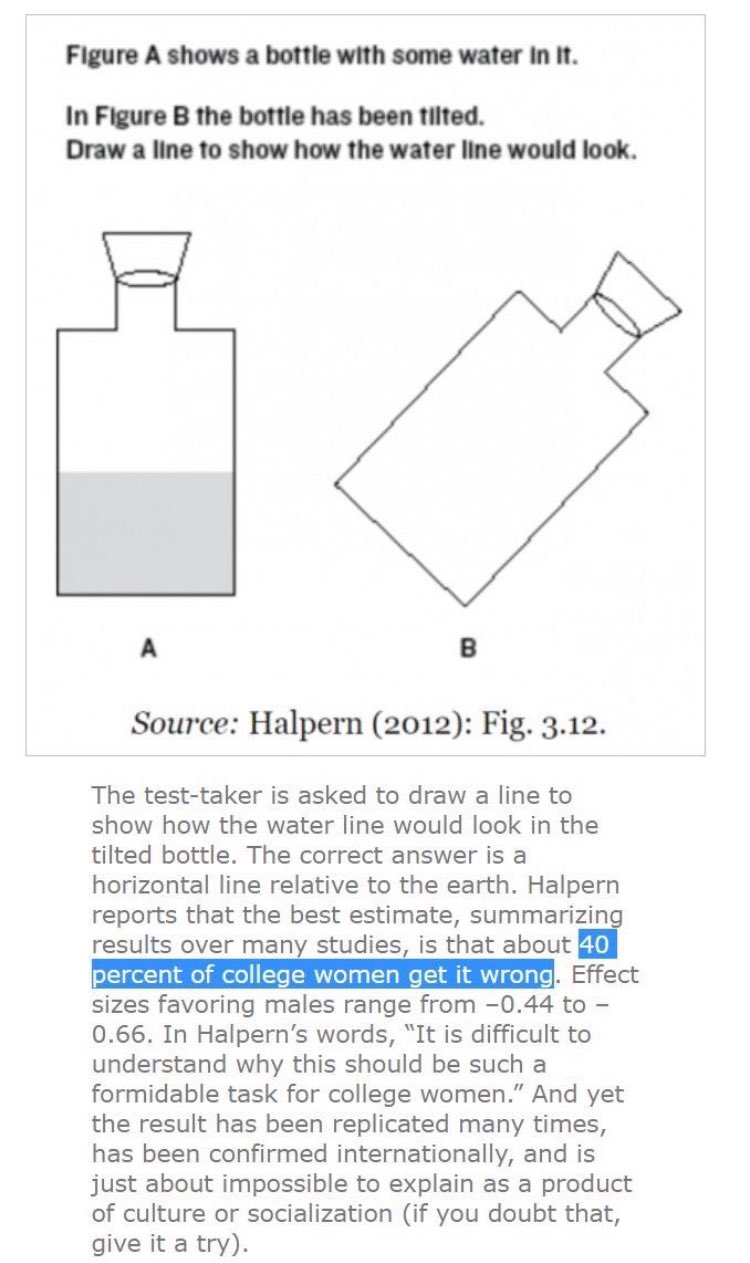 Figure A shows a bottle with some water in it.
In Figure B the bottle has been tilted.
Draw a line to show how the water line would look.
A
B
Source: Halpern (2012): Fig. 3.12.
The test-taker is asked to draw a line to
show how the water line would look in the
tilted bottle. The correct answer is a
horizontal line relative to the earth. Halpern
reports that the best estimate, summarizing
results over many studies, is that about 40
percent of college women get it wrong. Effect
sizes favoring males range from −0.44 to –
0.66. In Halpern’s words, “It is difficult to
understand why this should be such a
formidable task for college women.” And yet
the result has been replicated many times,
has been confirmed internationally, and is
just about impossible to explain as a product
of culture or socialization (if you doubt that,
give it a try).